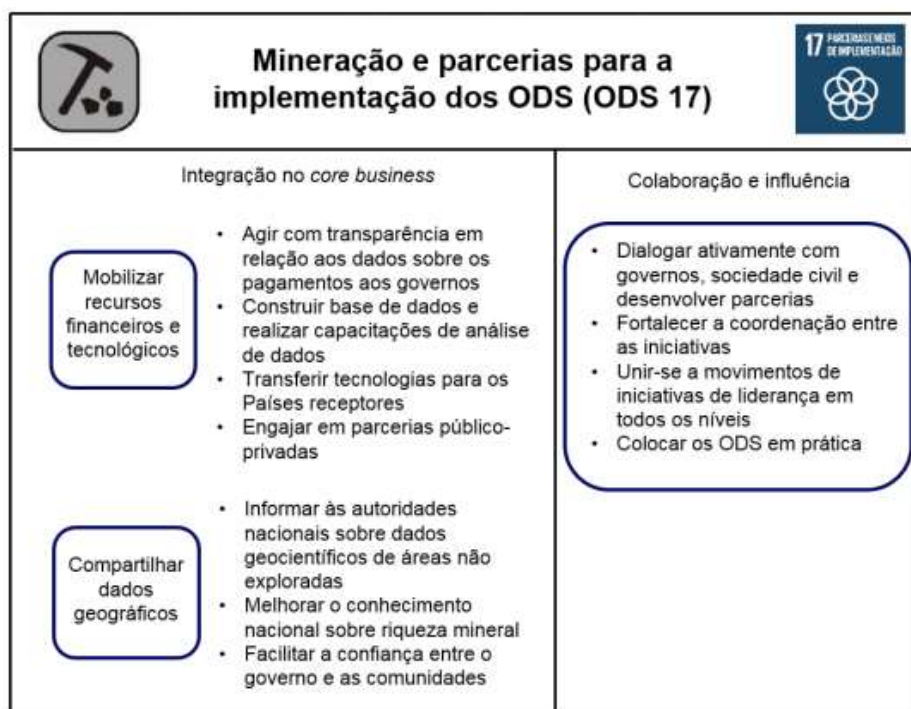 Mineração e parcerias para a
implementação dos ODS (ODS 17)
17 PARCERIAS E MEIOS
DE IMPLEMENTAÇÃO
Integração no core business
Mobilizar
recursos
financeiros e
tecnológicos
• Agir com transparência em
relação aos dados sobre os
pagamentos aos governos
• Construir base de dados e
realizar capacitações de análise
de dados
• Transferir tecnologias para os
Países receptores
• Engajar em parcerias público-
privadas
Compartilhar
dados
geográficos
• Informar às autoridades
nacionais sobre dados
geocientíficos de áreas não
exploradas
• Melhorar o conhecimento
nacional sobre riqueza mineral
• Facilitar a confiança entre o
governo e as comunidades
Colaboração e influência
• Dialogar ativamente com
governos, sociedade civil e
desenvolver parcerias
• Fortalecer a coordenação entre
as iniciativas
• Unir-se a movimentos de
iniciativas de liderança em
todos os níveis
• Colocar os ODS em prática